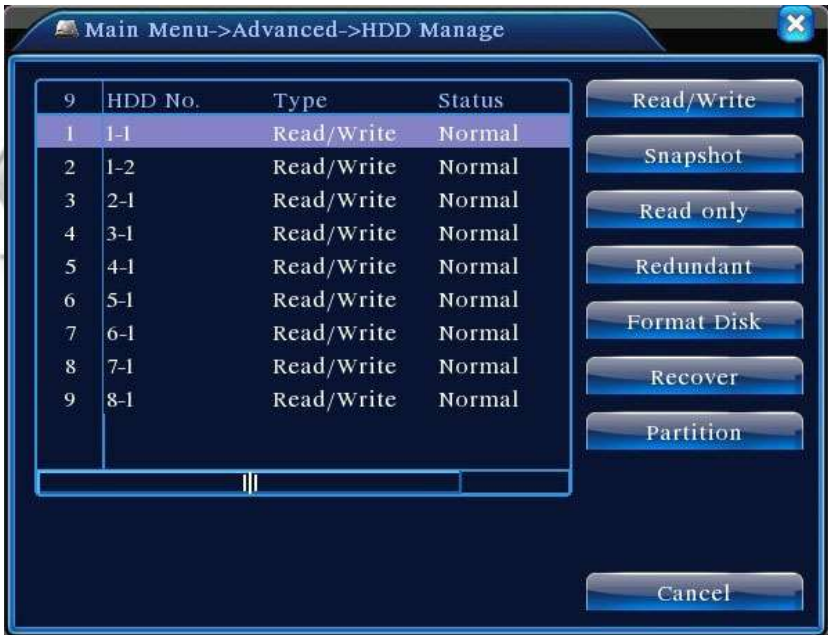 Main Menu->Advanced->HDD Manage
9 HDD No. Type Status
1 1-1 Read/Write Normal
2 1-2 Read/Write Normal
3 2-1 Read/Write Normal
4 3-1 Read/Write Normal
5 4-1 Read/Write Normal
6 5-1 Read/Write Normal
7 6-1 Read/Write Normal
8 7-1 Read/Write Normal
9 8-1 Read/Write Normal
Read/Write
Snapshot
Read only
Redundant
Format Disk
Recover
Partition
Cancel